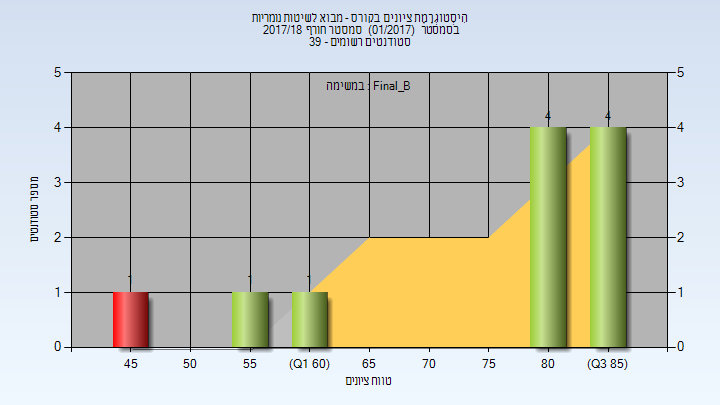 היסטוגרמת ציונים בקורס - מבוא לשיטות נומריות
בסמסטר (01/2017) סמסטר חורף 2017/18
סטודנטים רשומים - 39
במשימה : Final_B
5 5
4 4
4 4
3 3
2 2
1 1 1
1 1
0 0
45 50 55 (Q1 60) 65 70 75 80 (Q3 85)
מספר סטודנטים
טווח ציונים